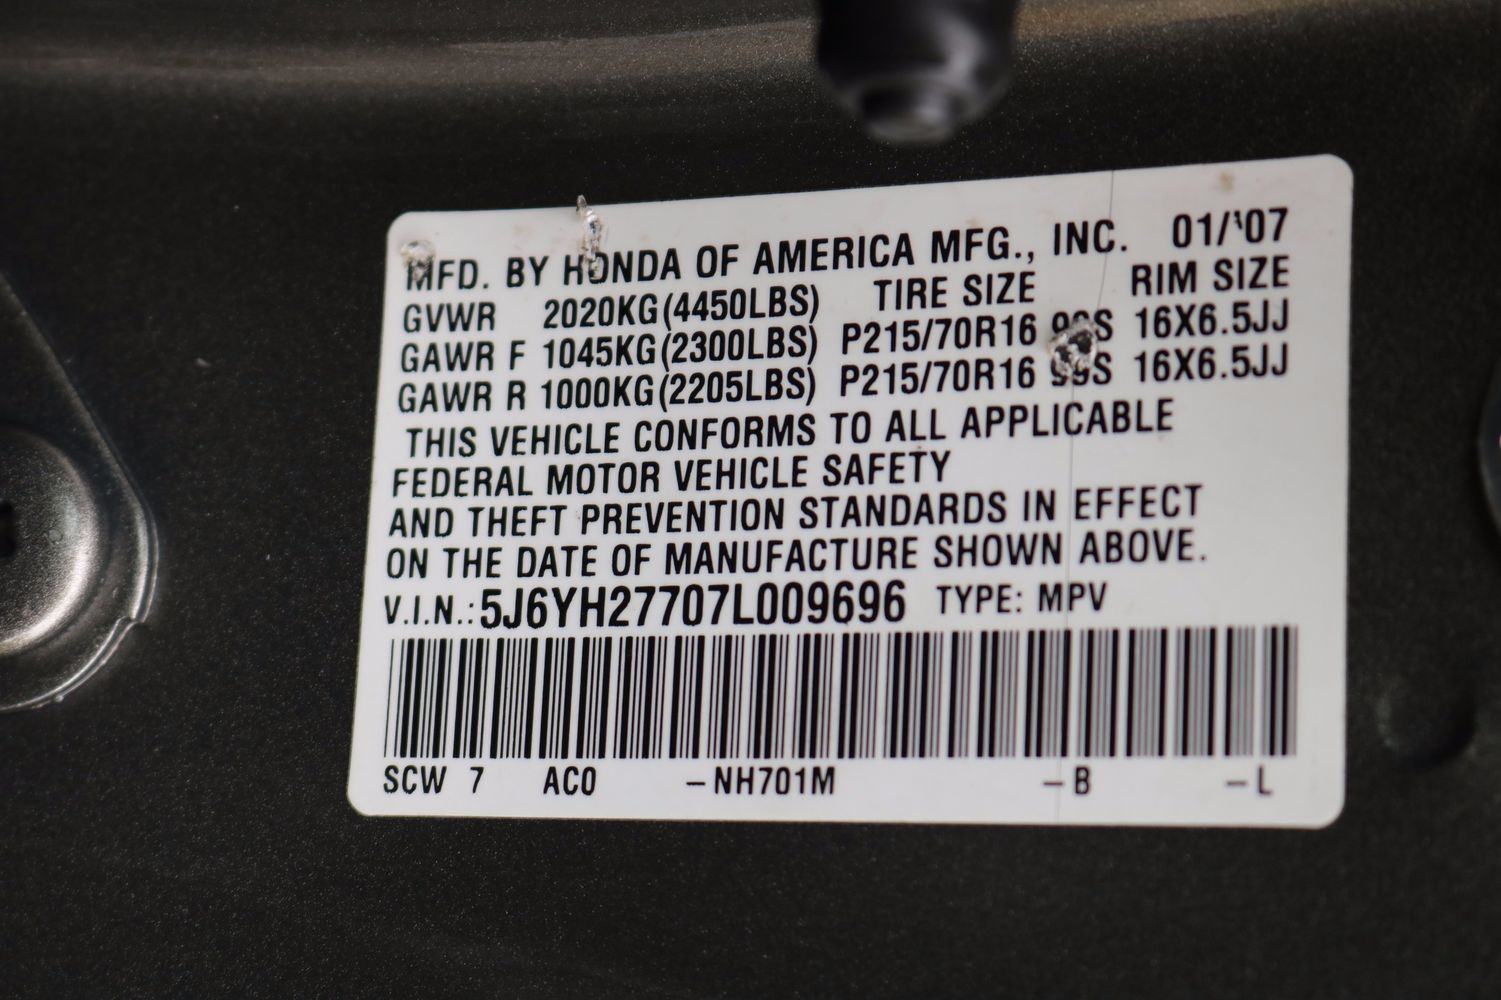 MFD. BY HONDA OF AMERICA MFG., INC. 01/'07
GVWR 2020KG(4450LBS) TIRE SIZE RIM SIZE
GAWR F 1045KG(2300LBS) P215/70R16 99S 16X6.5JJ
GAWR R 1000KG(2205LBS) P215/70R16 99S 16X6.5JJ
THIS VEHICLE CONFORMS TO ALL APPLICABLE
FEDERAL MOTOR VEHICLE SAFETY
AND THEFT PREVENTION STANDARDS IN EFFECT
ON THE DATE OF MANUFACTURE SHOWN ABOVE.
V.I.N.: 5J6YH27707L009696 TYPE: MPV
SCW 7 AC0 –NH701M –B –L